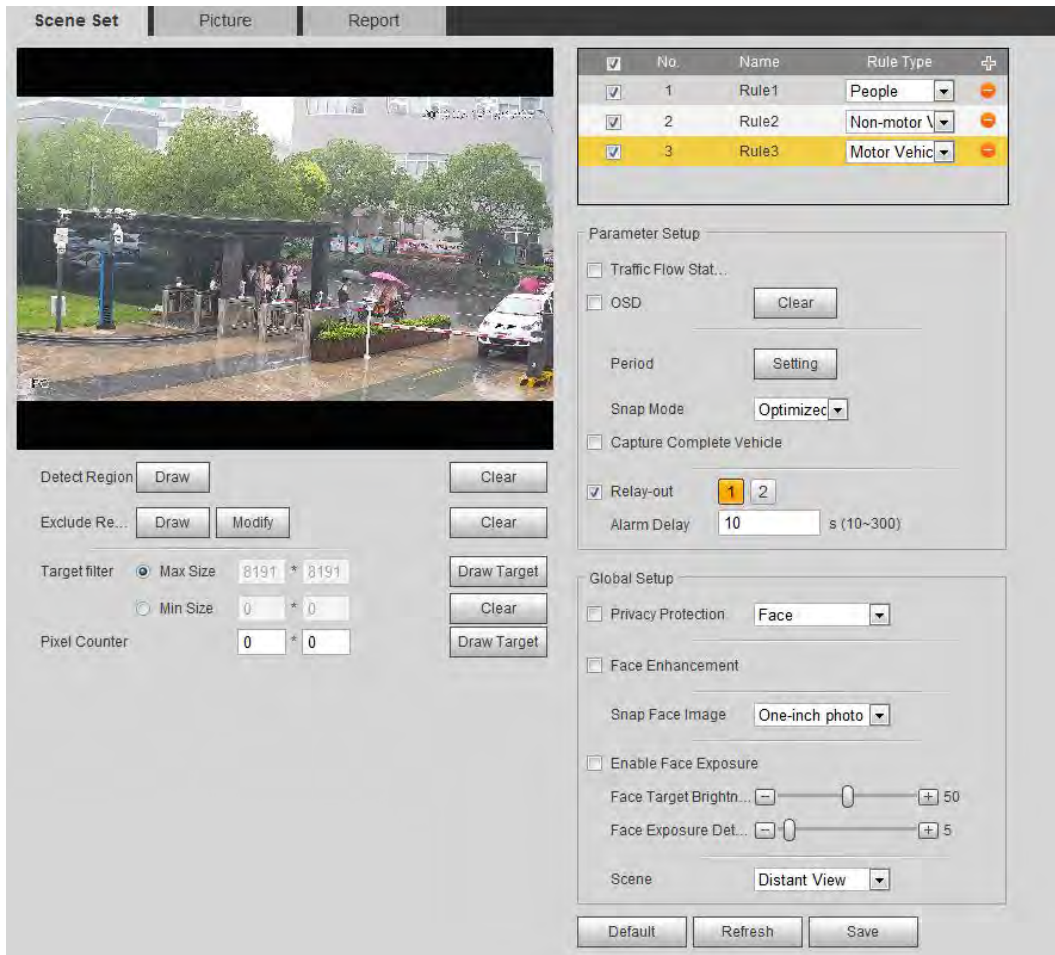 Scene Set Picture Report
No. Name Rule Type
1 Rule1 People
2 Rule2 Non-motor V
3 Rule3 Motor Vehic
Detect Region Draw Clear
Exclude Re... Draw Modify Clear
Target filter Max Size 8191 * 8191 Draw Target
Min Size 0 * 0 Clear
Pixel Counter 0 * 0 Draw Target
Parameter Setup
Traffic Flow Stat...
OSD Clear
Period Setting
Snap Mode Optimized
Capture Complete Vehicle
Relay-out 1 2
Alarm Delay 10 s (10~300)
Global Setup
Privacy Protection Face
Face Enhancement
Snap Face Image One-inch photo
Enable Face Exposure
Face Target Brightn... 50
Face Exposure Det... 5
Scene Distant View
Default Refresh Save